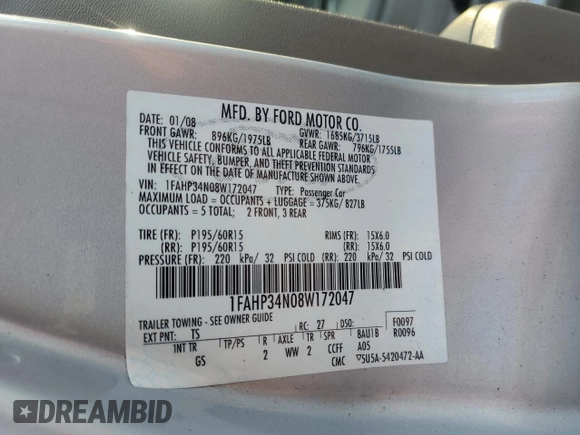 MFD. BY FORD MOTOR CO.
DATE: 01/08 GVWR: 1685KG/3715LB
FRONT GAWR: 896KG/1975LB REAR GAWR: 796KG/1755LB
THIS VEHICLE CONFORMS TO ALL APPLICABLE FEDERAL MOTOR
VEHICLE SAFETY, BUMPER, AND THEFT PREVENTION STANDARDS
IN EFFECT ON THE DATE OF MANUFACTURE SHOWN ABOVE.
VIN: 1FAHP34N08W172047 TYPE: Passenger Car
MAXIMUM LOAD = OCCUPANTS + LUGGAGE = 375KG/ 827LB
OCCUPANTS = 5 TOTAL; 2 FRONT, 3 REAR
TIRE (FR): P195/60R15 RIMS (FR): 15X6.0
(RR): P195/60R15 (RR): 15X6.0
PRESSURE (FR): 220 kPa/ 32 PSI COLD (RR): 220 kPa/ 32 PSI COLD
1FAHP34N08W172047
TRAILER TOWING - SEE OWNER GUIDE
EXT PNT: TS RC: 27 DSO: F0097
INT TR TP/PS R AXLE TR SPR BAU1B R0096
GS 2 WW 2 CCFF A05
CMC 5U5A-5420472-AA
DREAMBID